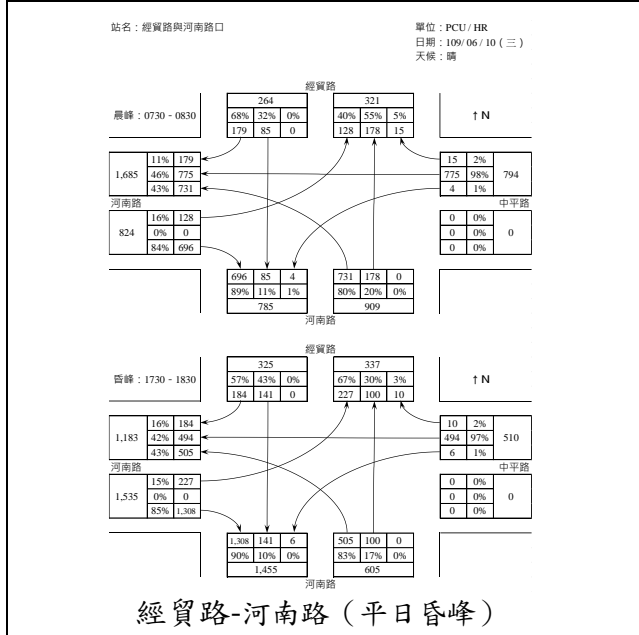 站名：經貿路與河南路口
單位：PCU / HR
日期：109/ 06 / 10（三）
天候：晴
經貿路
264 321
晨峰：0730 - 0830
68% 32% 0% 40% 55% 5%
↑ N
179 85 0 128 178 15
11% 179
15 2%
1,685 46% 775
775 98% 794
43% 731
4 1%
河南路
中平路
16% 128
0 0%
824 0% 0
0 0% 0
84% 696
0 0%
696 85 4 731 178 0
89% 11% 1% 80% 20% 0%
785 909
河南路
經貿路
325 337
昏峰：1730 - 1830
57% 43% 0% 67% 30% 3%
↑ N
184 141 0 227 100 10
16% 184
10 2%
1,183 42% 494
494 97% 510
43% 505
6 1%
河南路
中平路
15% 227
0 0%
1,535 0% 0
0 0% 0
85% 1,308
0 0%
1,308 141 6 505 100 0
90% 10% 0% 83% 17% 0%
1,455 605
河南路
經貿路-河南路（平日昏峰）